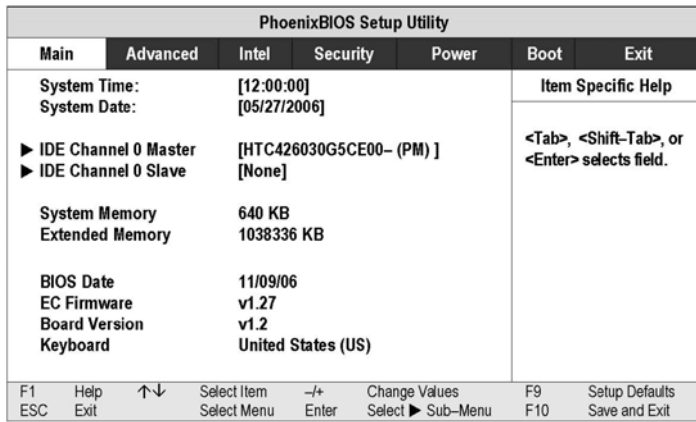 PhoenixBIOS Setup Utility
Main Advanced Intel Security Power Boot Exit
System Time: [12:00:00]
System Date: [05/27/2006]
▶ IDE Channel 0 Master [HTC426030G5CE00– (PM) ]
▶ IDE Channel 0 Slave [None]
System Memory 640 KB
Extended Memory 1038336 KB
BIOS Date 11/09/06
EC Firmware v1.27
Board Version v1.2
Keyboard United States (US)
Item Specific Help
<Tab>, <Shift–Tab>, or
<Enter> selects field.
F1 Help ↑↓ Select Item –/+ Change Values F9 Setup Defaults
ESC Exit Select Menu Enter Select ▶ Sub–Menu F10 Save and Exit